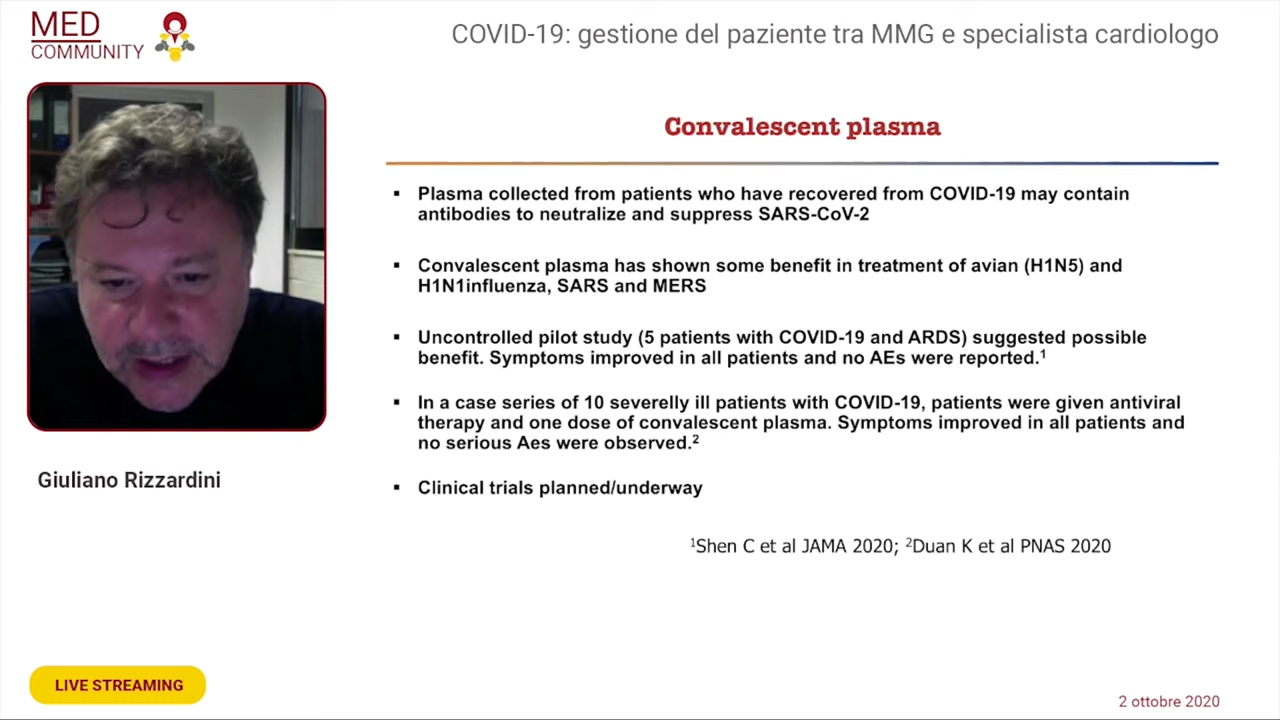 MED
COMMUNITY
COVID-19: gestione del paziente tra MMG e specialista cardiologo
Convalescent plasma
▪ Plasma collected from patients who have recovered from COVID-19 may contain
antibodies to neutralize and suppress SARS-CoV-2
▪ Convalescent plasma has shown some benefit in treatment of avian (H1N5) and
H1N1influenza, SARS and MERS
▪ Uncontrolled pilot study (5 patients with COVID-19 and ARDS) suggested possible
benefit. Symptoms improved in all patients and no AEs were reported.¹
▪ In a case series of 10 severelly ill patients with COVID-19, patients were given antiviral
therapy and one dose of convalescent plasma. Symptoms improved in all patients and
no serious Aes were observed.²
▪ Clinical trials planned/underway
¹Shen C et al JAMA 2020; ²Duan K et al PNAS 2020
Giuliano Rizzardini
LIVE STREAMING
2 ottobre 2020